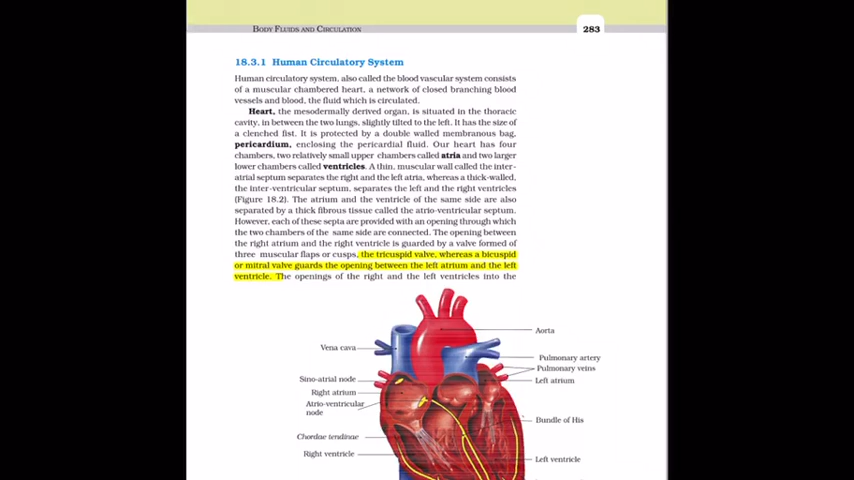 BODY FLUIDS AND CIRCULATION
283
18.3.1 Human Circulatory System
Human circulatory system, also called the blood vascular system consists
of a muscular chambered heart, a network of closed branching blood
vessels and blood, the fluid which is circulated.
Heart, the mesodermally derived organ, is situated in the thoracic
cavity, in between the two lungs, slightly tilted to the left. It has the size of
a clenched fist. It is protected by a double walled membranous bag,
pericardium, enclosing the pericardial fluid. Our heart has four
chambers, two relatively small upper chambers called atria and two larger
lower chambers called ventricles. A thin, muscular wall called the inter-
atrial septum separates the right and the left atria, whereas a thick-walled,
the inter-ventricular septum, separates the left and the right ventricles
(Figure 18.2). The atrium and the ventricle of the same side are also
separated by a thick fibrous tissue called the atrio-ventricular septum.
However, each of these septa are provided with an opening through which
the two chambers of the same side are connected. The opening between
the right atrium and the right ventricle is guarded by a valve formed of
three muscular flaps or cusps, the tricuspid valve, whereas a bicuspid
or mitral valve guards the opening between the left atrium and the left
ventricle. The openings of the right and the left ventricles into the
Aorta
Vena cava
Pulmonary artery
Pulmonary veins
Sino-atrial node
Left atrium
Right atrium
Atrio-ventricular
node
Bundle of His
Chordae tendinae
Right ventricle
Left ventricle